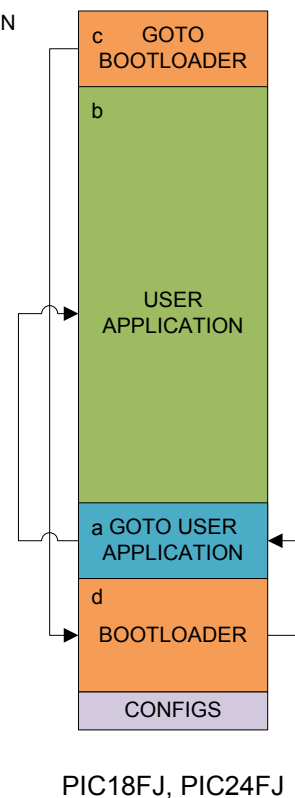 N
c GOTO
BOOTLOADER
b
USER
APPLICATION
a GOTO USER
APPLICATION
d
BOOTLOADER
CONFIGS
PIC18FJ, PIC24FJ